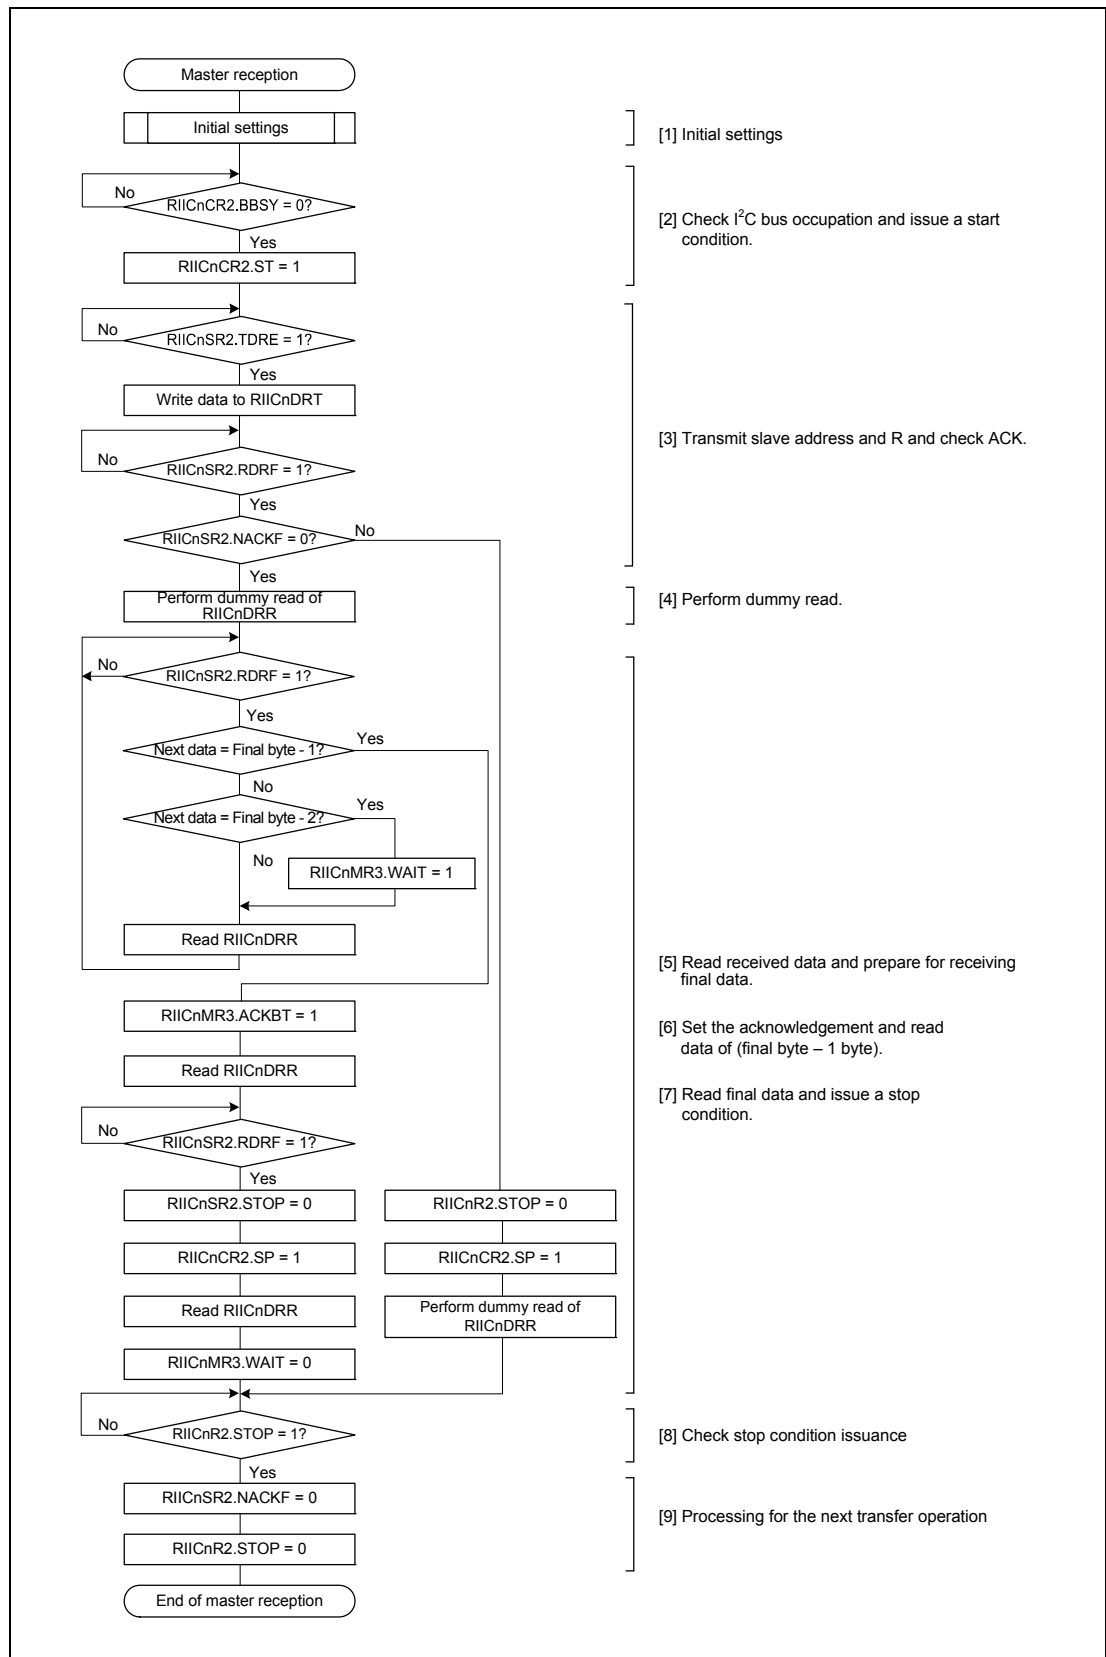 Master reception
Initial settings
[1] Initial settings
No
RIICnCR2.BBSY = 0?
Yes
RIICnCR2.ST = 1
[2] Check I²C bus occupation and issue a start
condition.
No
RIICnSR2.TDRE = 1?
Yes
Write data to RIICnDRT
No
RIICnSR2.RDRF = 1?
Yes
RIICnSR2.NACKF = 0?
No
Yes
[3] Transmit slave address and R and check ACK.
Perform dummy read of
RIICnDRR
[4] Perform dummy read.
No
RIICnSR2.RDRF = 1?
Yes
Next data = Final byte - 1?
Yes
No
Next data = Final byte - 2?
Yes
No
RIICnMR3.WAIT = 1
Read RIICnDRR
[5] Read received data and prepare for receiving
final data.
RIICnMR3.ACKBT = 1
[6] Set the acknowledgement and read
data of (final byte – 1 byte).
Read RIICnDRR
[7] Read final data and issue a stop
condition.
No
RIICnSR2.RDRF = 1?
Yes
RIICnSR2.STOP = 0
RIICnCR2.SP = 1
Read RIICnDRR
RIICnMR3.WAIT = 0
RIICnR2.STOP = 0
RIICnCR2.SP = 1
Perform dummy read of
RIICnDRR
No
RIICnR2.STOP = 1?
Yes
[8] Check stop condition issuance
RIICnSR2.NACKF = 0
RIICnR2.STOP = 0
[9] Processing for the next transfer operation
End of master reception